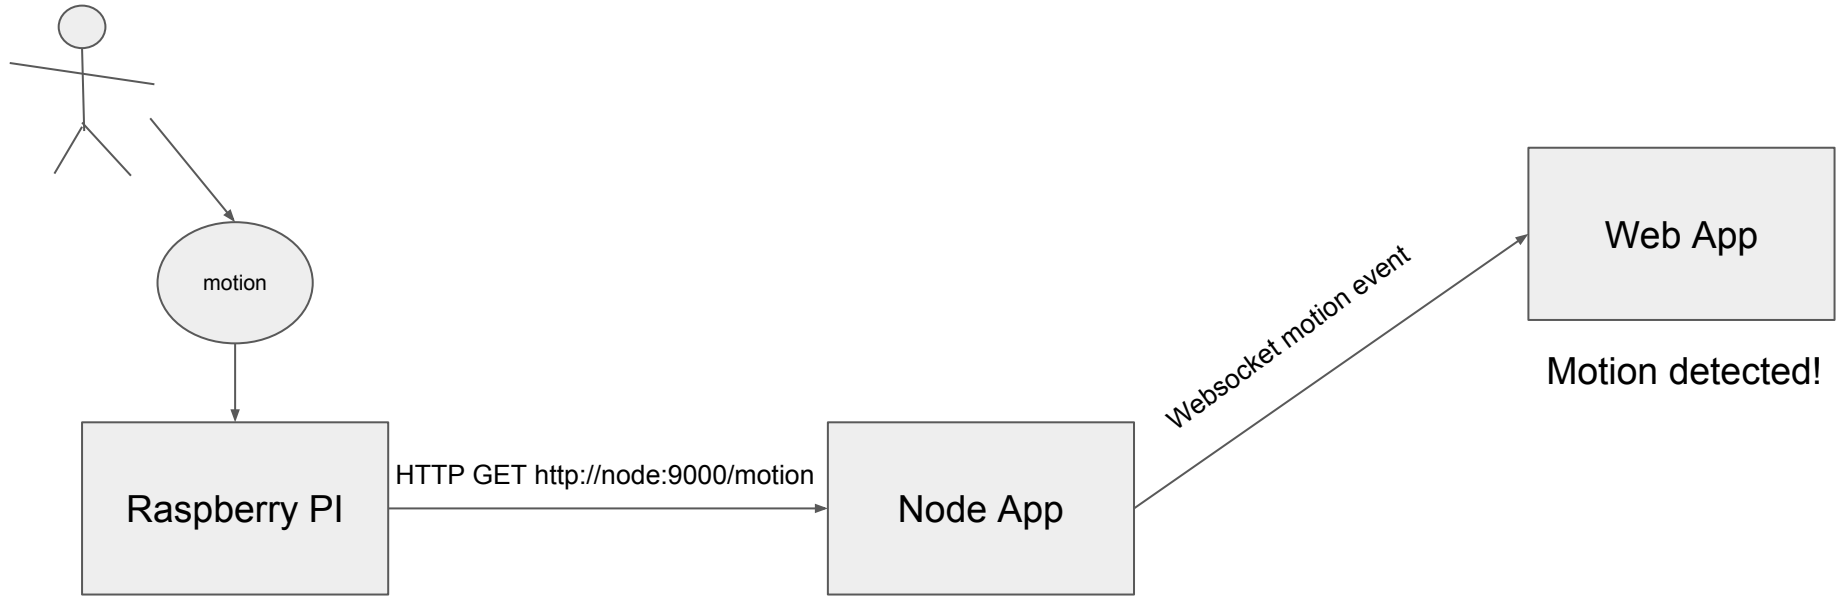 motion
Raspberry PI
HTTP GET http://node:9000/motion
Node App
Websocket motion event
Web App
Motion detected!